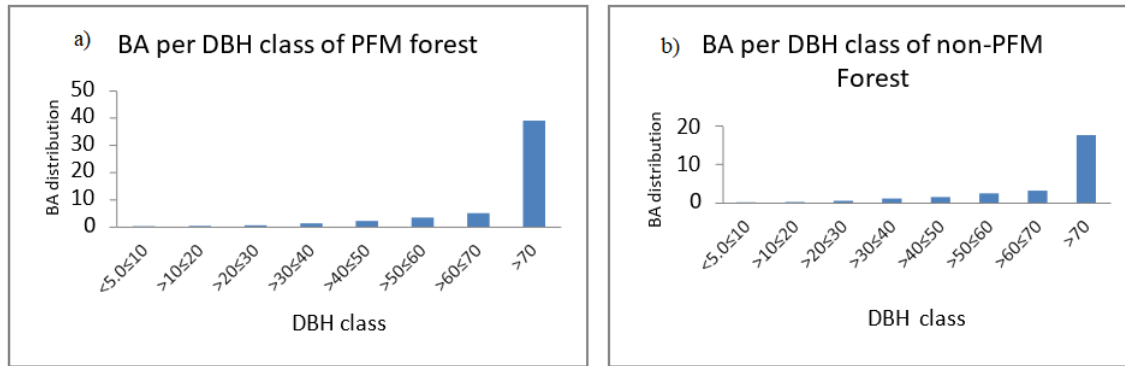 a)
BA per DBH class of PFM forest
BA distribution
50
40
30
20
10
0
<5.0≤10
>10≤20
>20≤30
>30≤40
>40≤50
>50≤60
>60≤70
>70
DBH class
b)
BA per DBH class of non-PFM
Forest
BA distribution
20
10
0
<5.0≤10
>10≤20
>20≤30
>30≤40
>40≤50
>50≤60
>60≤70
>70
DBH class